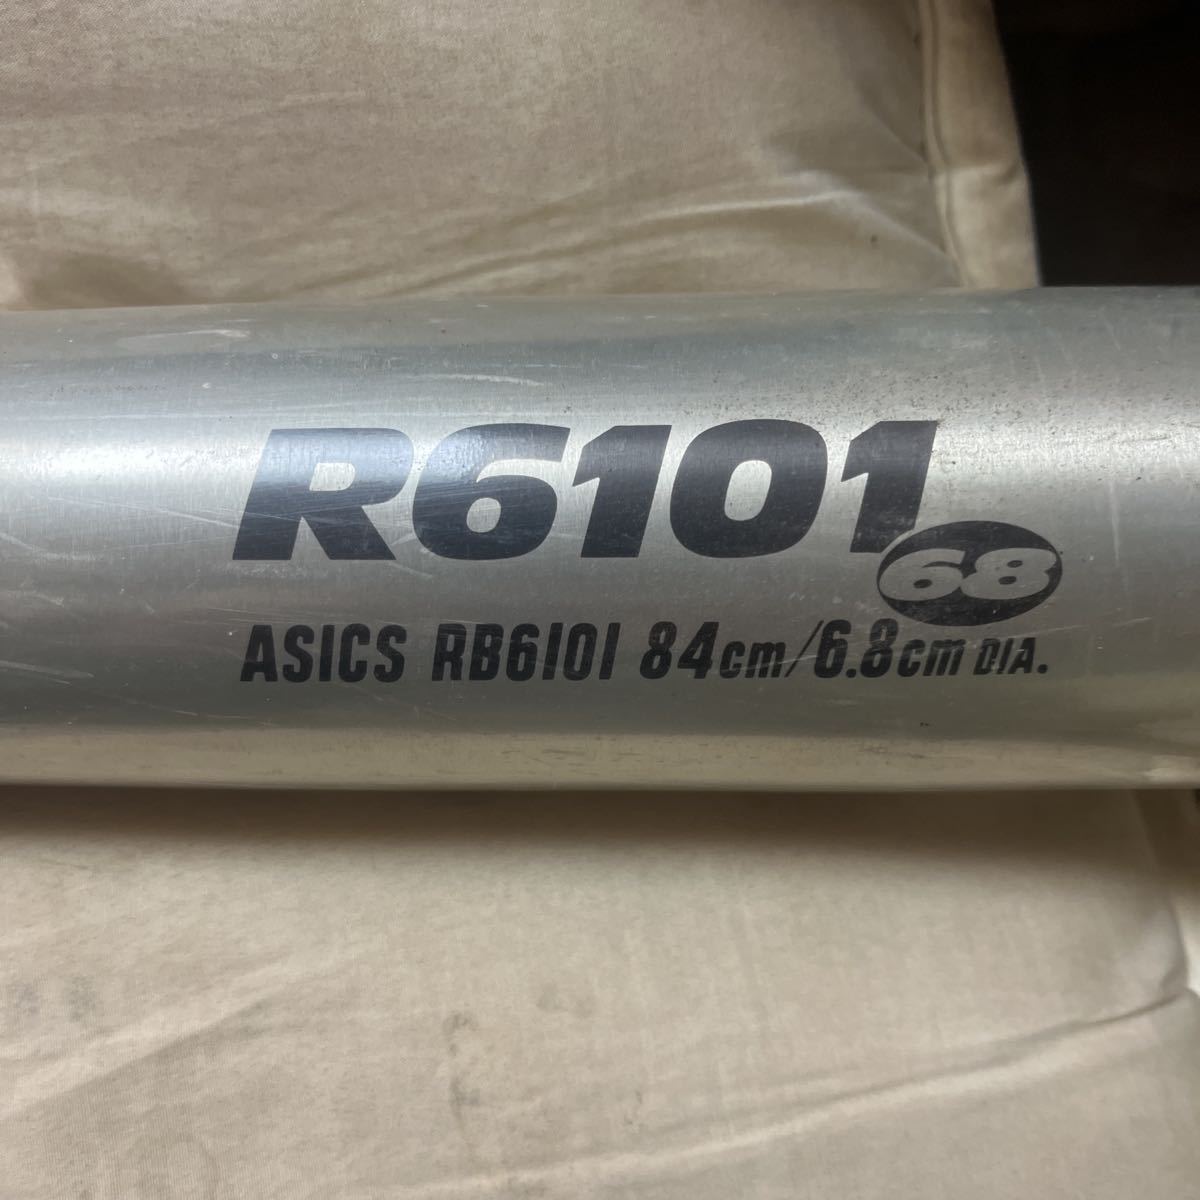 R6101
68
ASICS RB6101 84cm/6.8cm DIA.